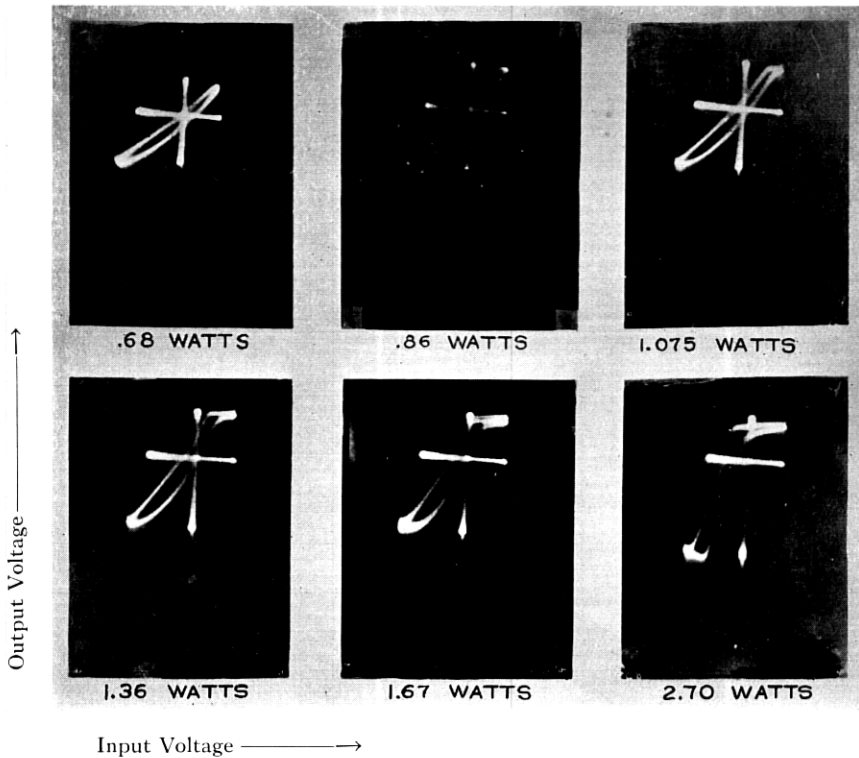 .68 WATTS
.86 WATTS
1.075 WATTS
1.36 WATTS
1.67 WATTS
2.70 WATTS
Output Voltage
Input Voltage